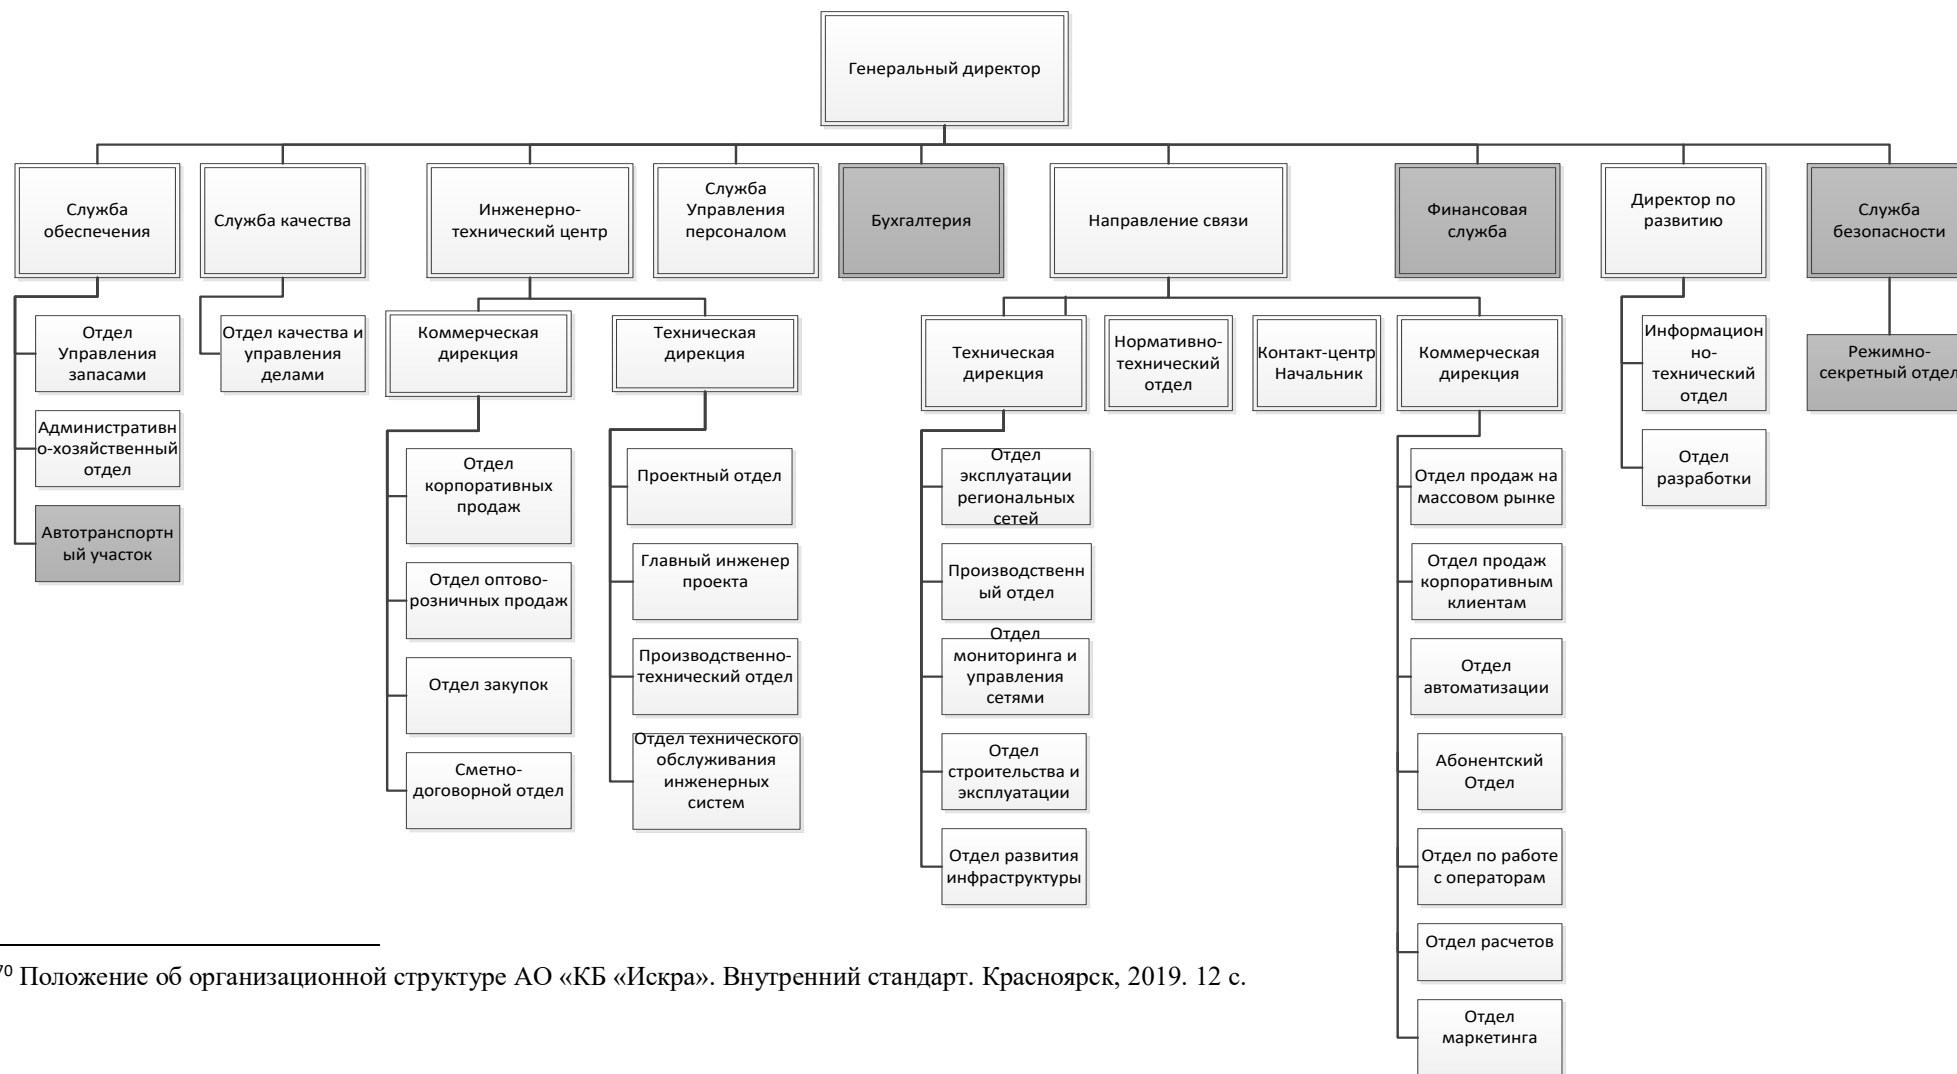 Генеральный директор
Служба
обеспечения
Служба качества
Инженерно-
технический центр
Служба
Управления
персоналом
Бухгалтерия
Направление связи
Финансовая
служба
Директор по
развитию
Служба
безопасности
Отдел
Управления
запасами
Административн
о-хозяйственный
отдел
Автотранспортн
ый участок
Отдел качества и
управления
делами
Коммерческая
дирекция
Отдел
корпоративных
продаж
Отдел оптово-
розничных продаж
Отдел закупок
Сметно-
договорной отдел
Техническая
дирекция
Проектный отдел
Главный инженер
проекта
Производственно-
технический отдел
Отдел технического
обслуживания
инженерных
систем
Техническая
дирекция
Отдел
эксплуатации
региональных
сетей
Производственн
ый отдел
Отдел
мониторинга и
управления
сетями
Отдел
строительства и
эксплуатации
Отдел развития
инфраструктуры
Нормативно-
технический
отдел
Контакт-центр
Начальник
Коммерческая
дирекция
Отдел продаж на
массовом рынке
Отдел продаж
корпоративным
клиентам
Отдел
автоматизации
Абонентский
Отдел
Отдел по работе
с операторам
Отдел расчетов
Отдел
маркетинга
Информацион
но-
технический
отдел
Отдел
разработки
Режимно-
секретный отдел
70 Положение об организационной структуре АО «КБ «Искра». Внутренний стандарт. Красноярск, 2019. 12 с.